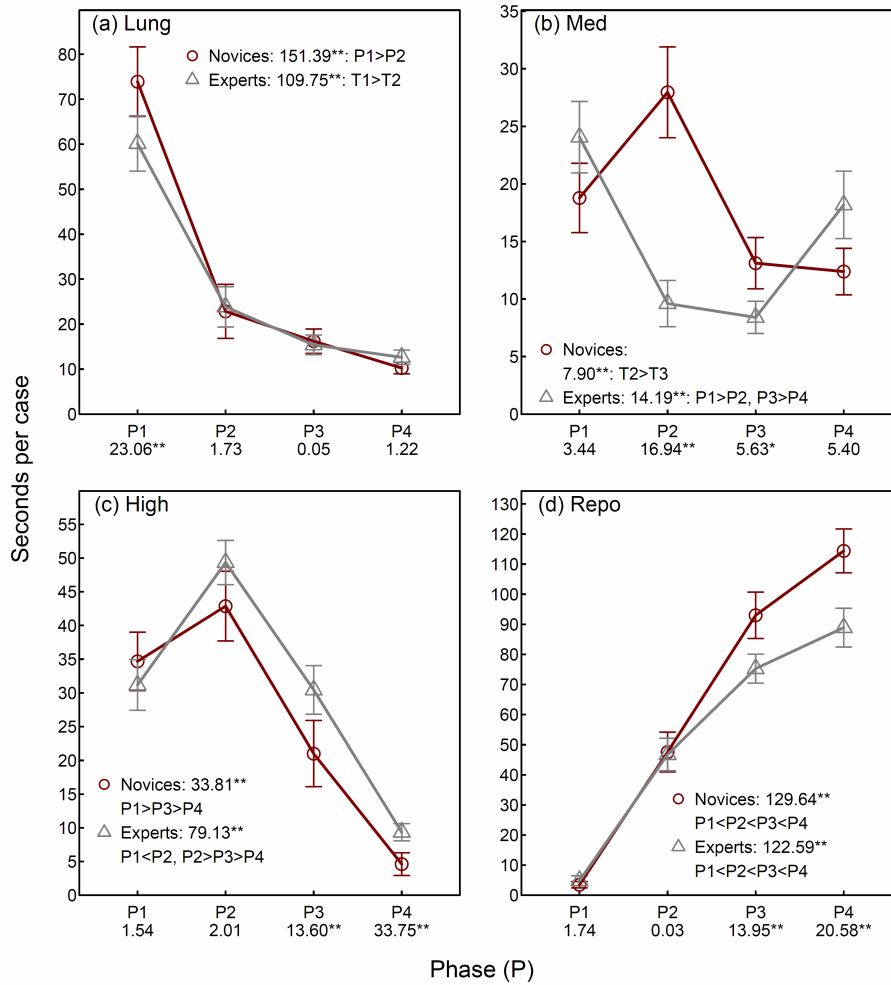 (a) Lung
Novices: 151.39**: P1>P2
Experts: 109.75**: T1>T2
80
70
60
50
40
30
20
10
0
P1 P2 P3 P4
23.06** 1.73 0.05 1.22
(b) Med
35
30
25
20
15
10
5
0
Novices:
7.90**: T2>T3
Experts: 14.19**: P1>P2, P3>P4
P1 P2 P3 P4
3.44 16.94** 5.63* 5.40
Seconds per case
(c) High
55
50
45
40
35
30
25
20
15
10
5
0
Novices: 33.81**
P1>P3>P4
Experts: 79.13**
P1<P2, P2>P3>P4
P1 P2 P3 P4
1.54 2.01 13.60** 33.75**
(d) Repo
130
120
110
100
90
80
70
60
50
40
30
20
10
0
Novices: 129.64**
P1<P2<P3<P4
Experts: 122.59**
P1<P2<P3<P4
P1 P2 P3 P4
1.74 0.03 13.95** 20.58**
Phase (P)